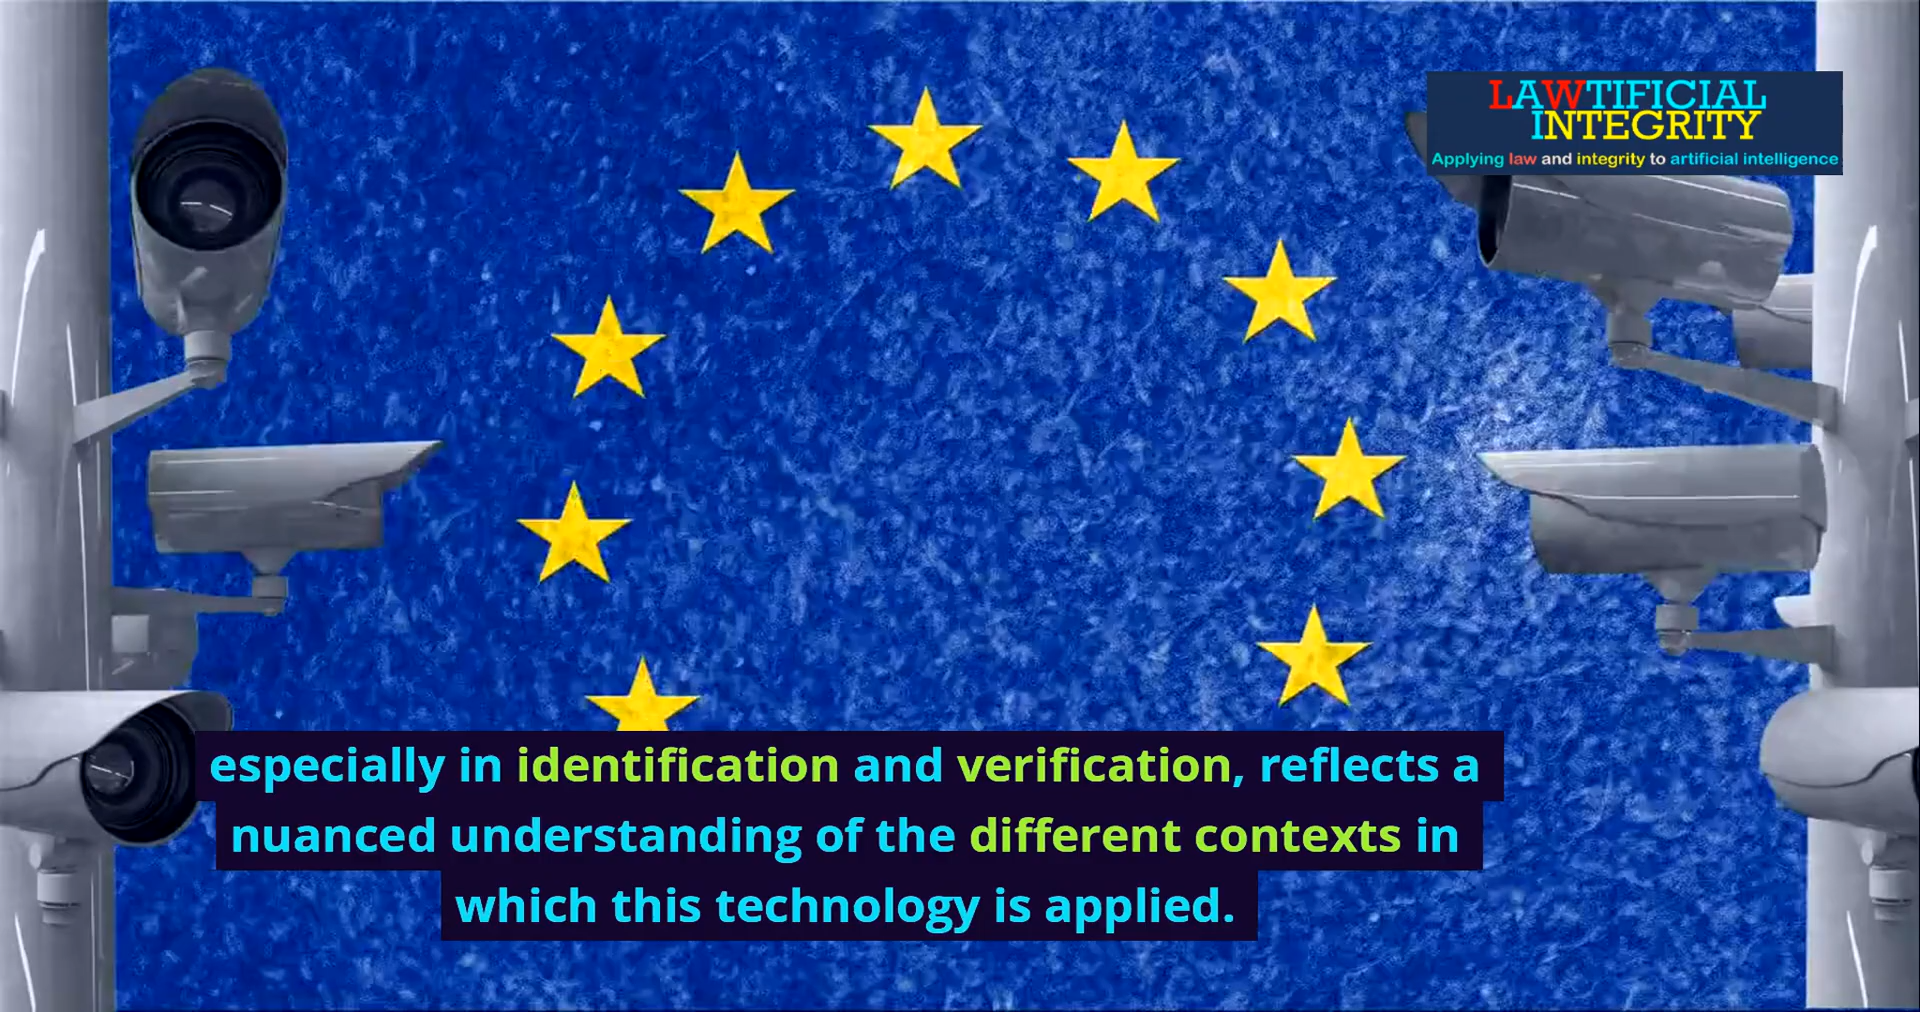 LAWTIFICIAL
INTEGRITY
Applying law and integrity to artificial intelligence
especially in identification and verification, reflects a
nuanced understanding of the different contexts in
which this technology is applied.